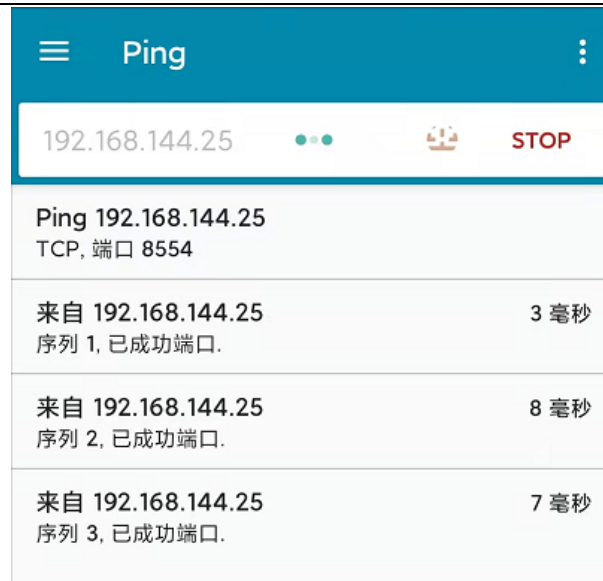 Ping
192.168.144.25
STOP
Ping 192.168.144.25
TCP, 端口 8554
来自 192.168.144.25
3 毫秒
序列 1, 已成功端口.
来自 192.168.144.25
8 毫秒
序列 2, 已成功端口.
来自 192.168.144.25
7 毫秒
序列 3, 已成功端口.